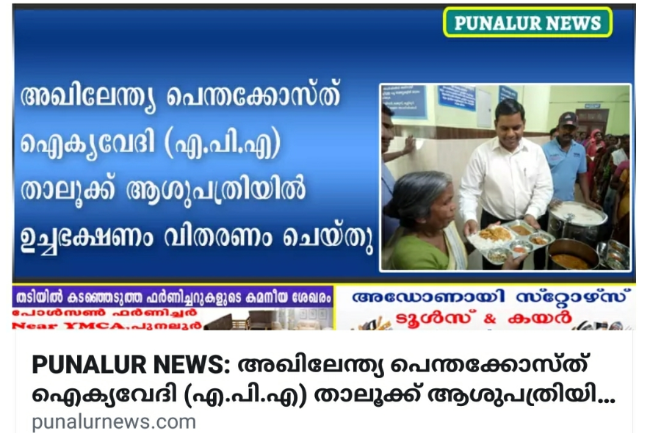 PUNALUR NEWS
അഖിലേന്ത്യ പെന്തക്കോസ്ത്
ഐക്യവേദി (എ.പി.എ)
താലൂക്ക് ആശുപത്രിയിൽ
ഉച്ചഭക്ഷണം വിതരണം ചെയ്തു
തടിയിൽ കടഞ്ഞെടുത്ത ഫർണിച്ചറുകളുടെ കമനീയ ശേഖരം
പോൾസൺ ഫർണിച്ചർ
Near YMCA,പുനലൂർ
അഡോണായി സ്റ്റോഴ്സ്
ടൂൾസ് & കയർ
PUNALUR NEWS: അഖിലേന്ത്യ പെന്തക്കോസ്ത്
ഐക്യവേദി (എ.പി.എ) താലൂക്ക് ആശുപത്രിയി...
punalurnews.com